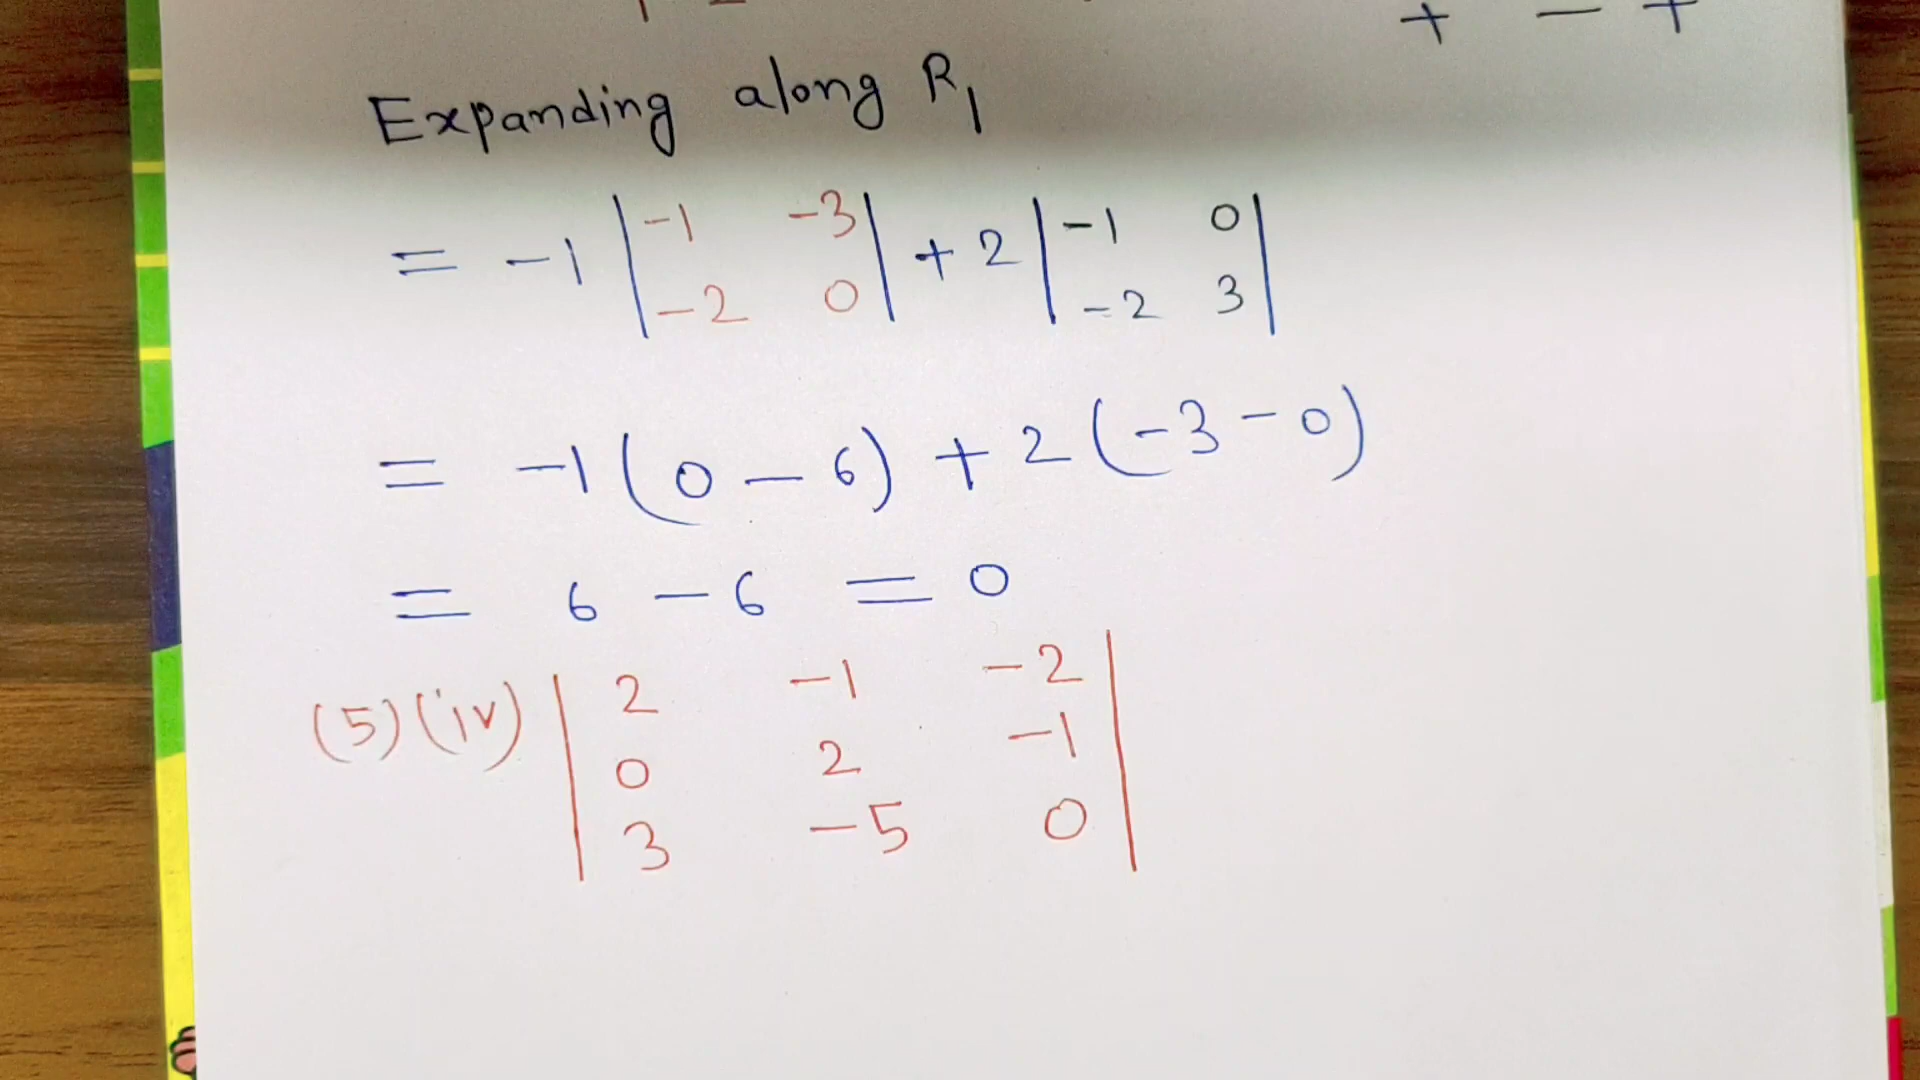 + - +
Expanding along R1
= -1 | -1 -3 | + 2 | -1 0 |
| -2 0 | | -2 3 |
= -1 (0 - 6) + 2 (-3 - 0)
= 6 - 6 = 0
(5) (iv) | 2 -1 -2 |
| 0 2 -1 |
| 3 -5 0 |